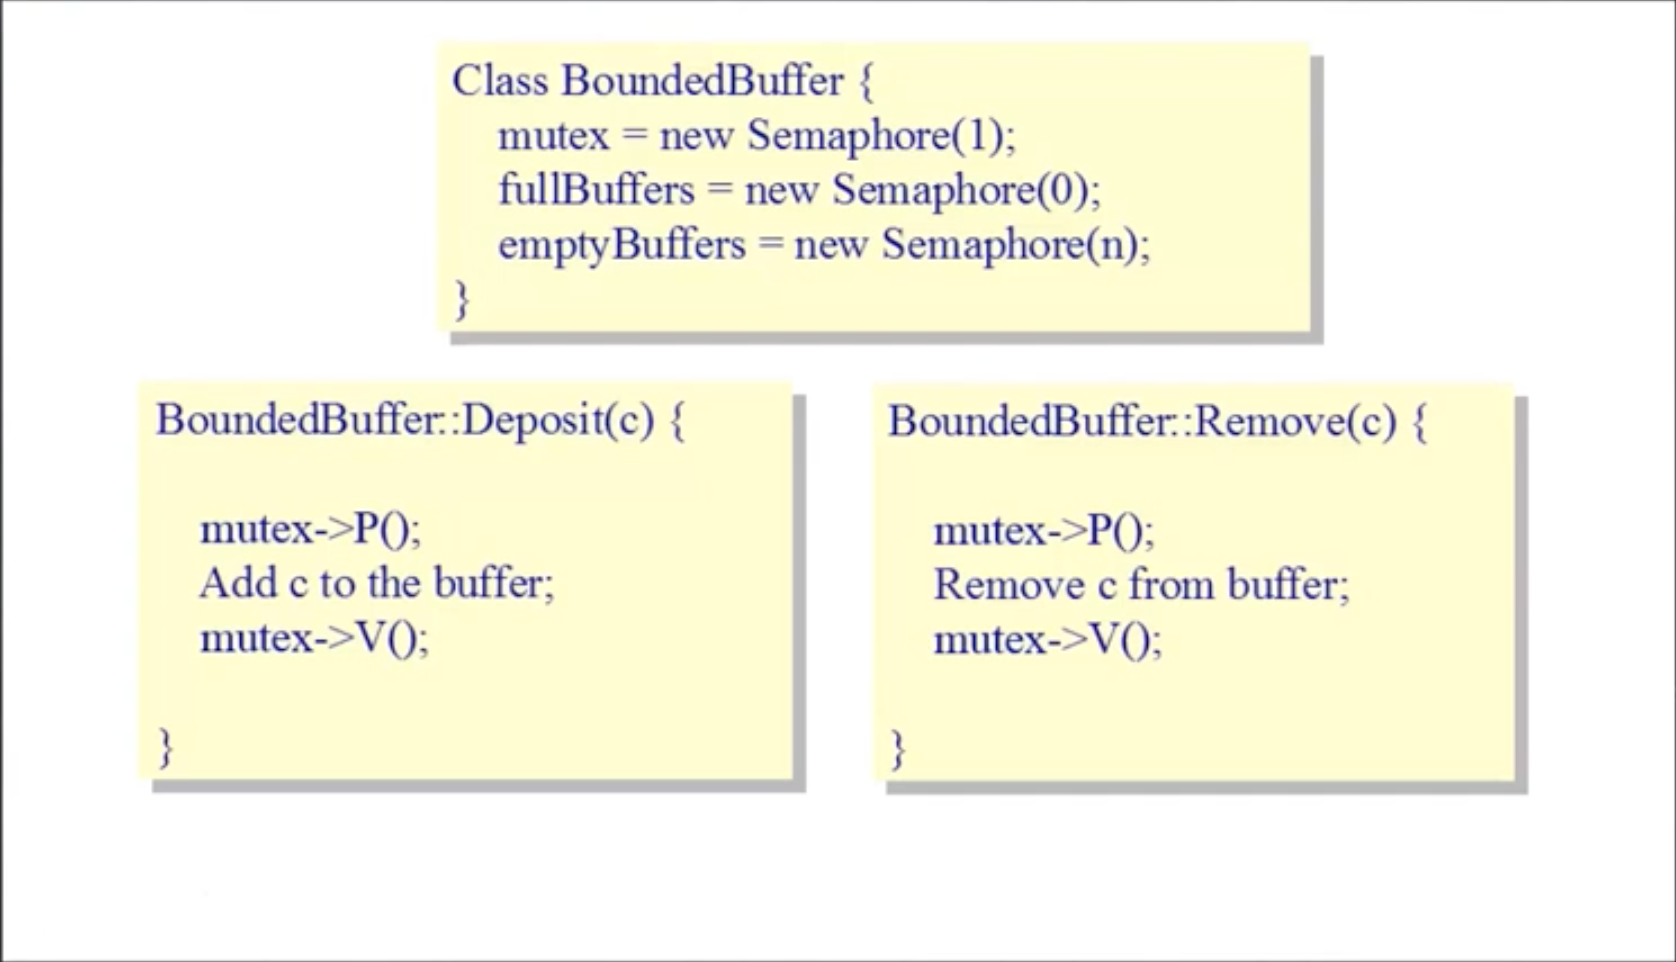 Class BoundedBuffer {
mutex = new Semaphore(1);
fullBuffers = new Semaphore(0);
emptyBuffers = new Semaphore(n);
}
BoundedBuffer::Deposit(c) {
mutex->P();
Add c to the buffer;
mutex->V();
}
BoundedBuffer::Remove(c) {
mutex->P();
Remove c from buffer;
mutex->V();
}